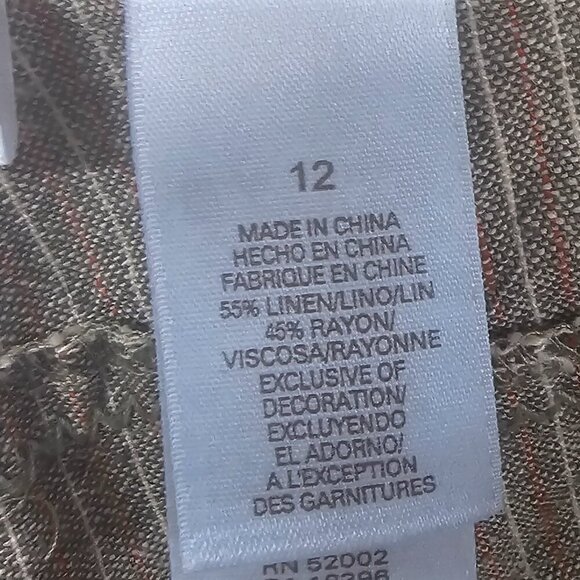 12
MADE IN CHINA
HECHO EN CHINA
FABRIQUE EN CHINE
55% LINEN/LINO/LIN
45% RAYON/
VISCOSA/RAYONNE
EXCLUSIVE OF
DECORATION/
EXCLUYENDO
EL ADORNO/
A L'EXCEPTION
DES GARNITURES
RN 52002